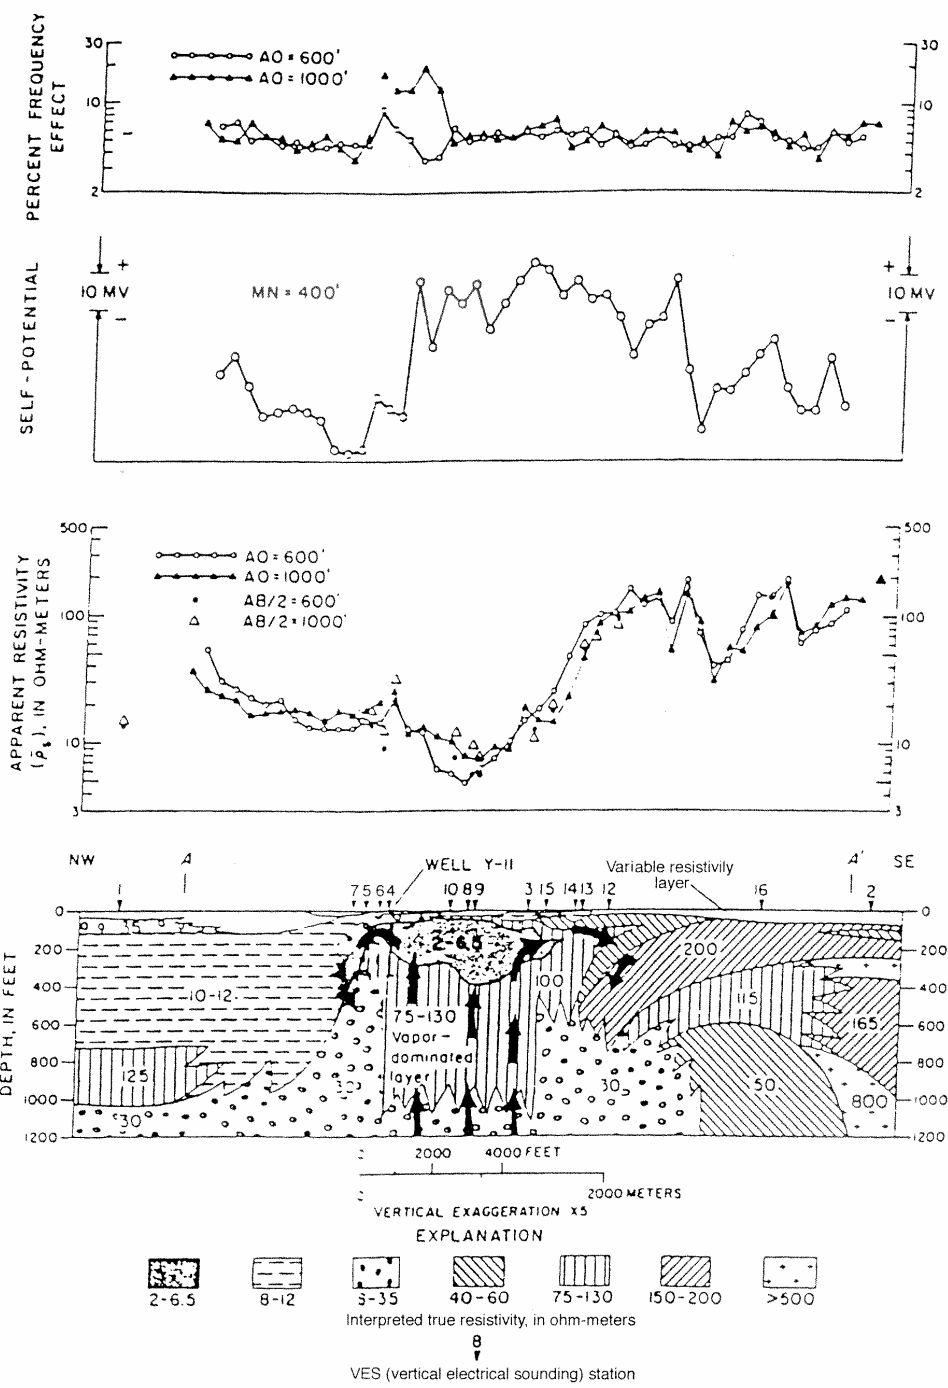 PERCENT FREQUENCY
EFFECT
30
10
2
AO = 600'
AO = 1000'
30
10
2
SELF-POTENTIAL
+
10 MV
−
MN = 400'
+
10 MV
−
APPARENT RESISTIVITY
(ρ̄s), IN OHM-METERS
500
100
10
3
AO = 600'
AO = 1000'
AB/2 = 600'
AB/2 = 1000'
500
100
10
3
NW
A
WELL Y-11
Variable resistivity
layer
A'
SE
1
7 5 6 4
10 8 9
3 15 14 13 12
16
2
DEPTH, IN FEET
0
200
400
600
800
1000
1200
0
200
400
600
800
1000
1200
2-6.5
200
10-12
100
115
165
75-130
Vapor-
dominated
layer
125
30
50
800
2000 4000 FEET
2000 METERS
VERTICAL EXAGGERATION X5
EXPLANATION
2-6.5 8-12 5-35 40-60 75-130 150-200 >500
Interpreted true resistivity, in ohm-meters
8
VES (vertical electrical sounding) station